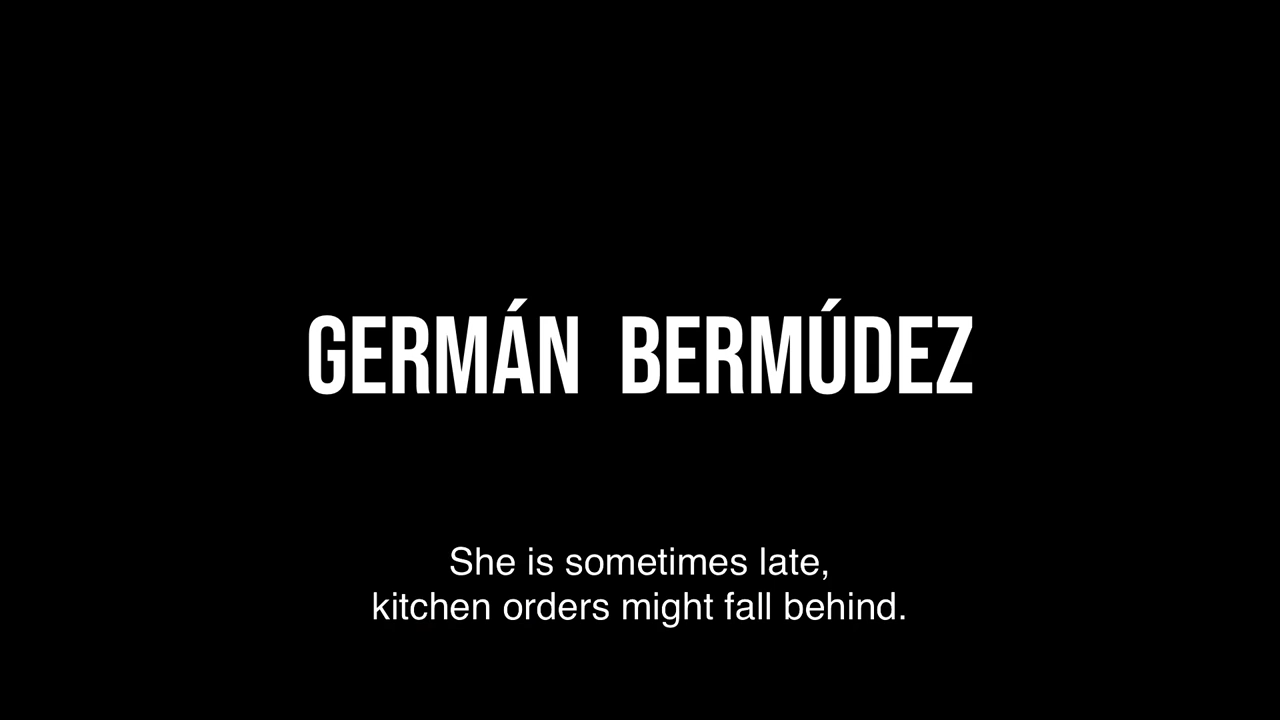 GERMÁN BERMÚDEZ
She is sometimes late,
kitchen orders might fall behind.